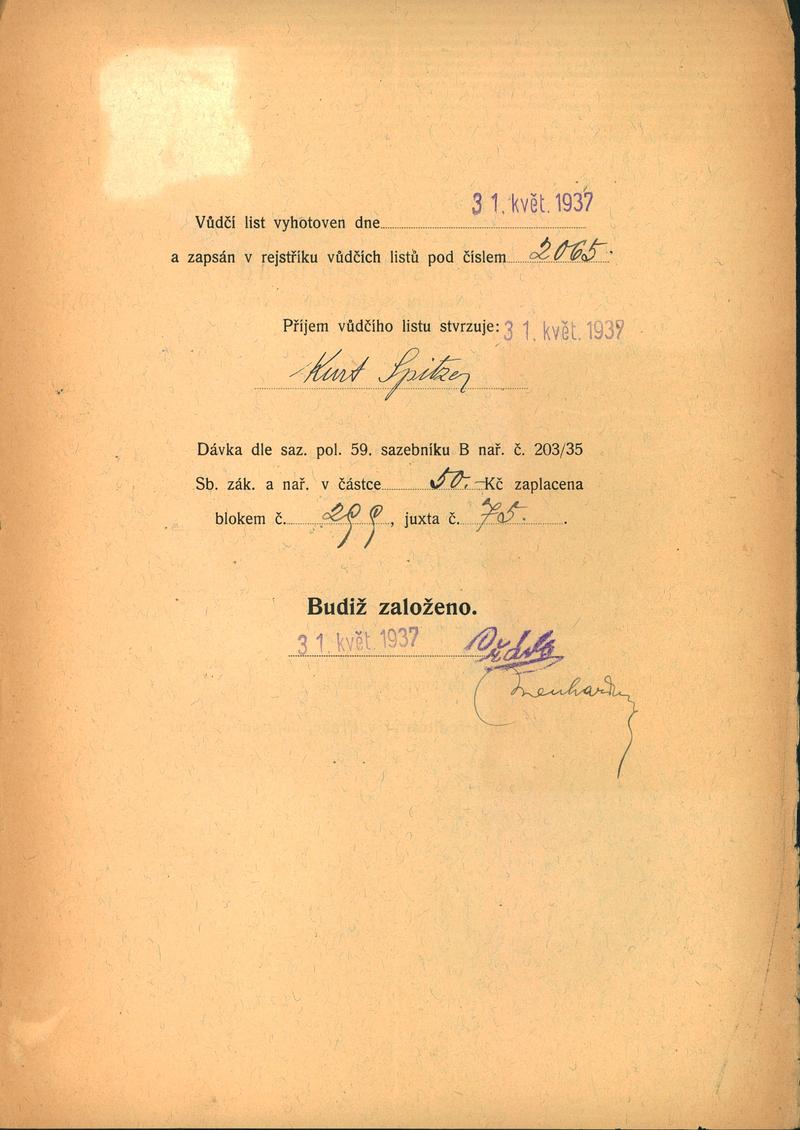 Vůdčí list vyhotoven dne 31. květ. 1937
a zapsán v rejstříku vůdčích listů pod číslem 2065.
Příjem vůdčího listu stvrzuje: 31. květ. 1937
Kurt Spitzer
Dávka dle saz. pol. 59. sazebníku B nař. č. 203/35
Sb. zák. a nař. v částce 50.- Kč zaplacena
blokem č. 299, juxta č. 75.
Budiž založeno.
31. květ. 1937